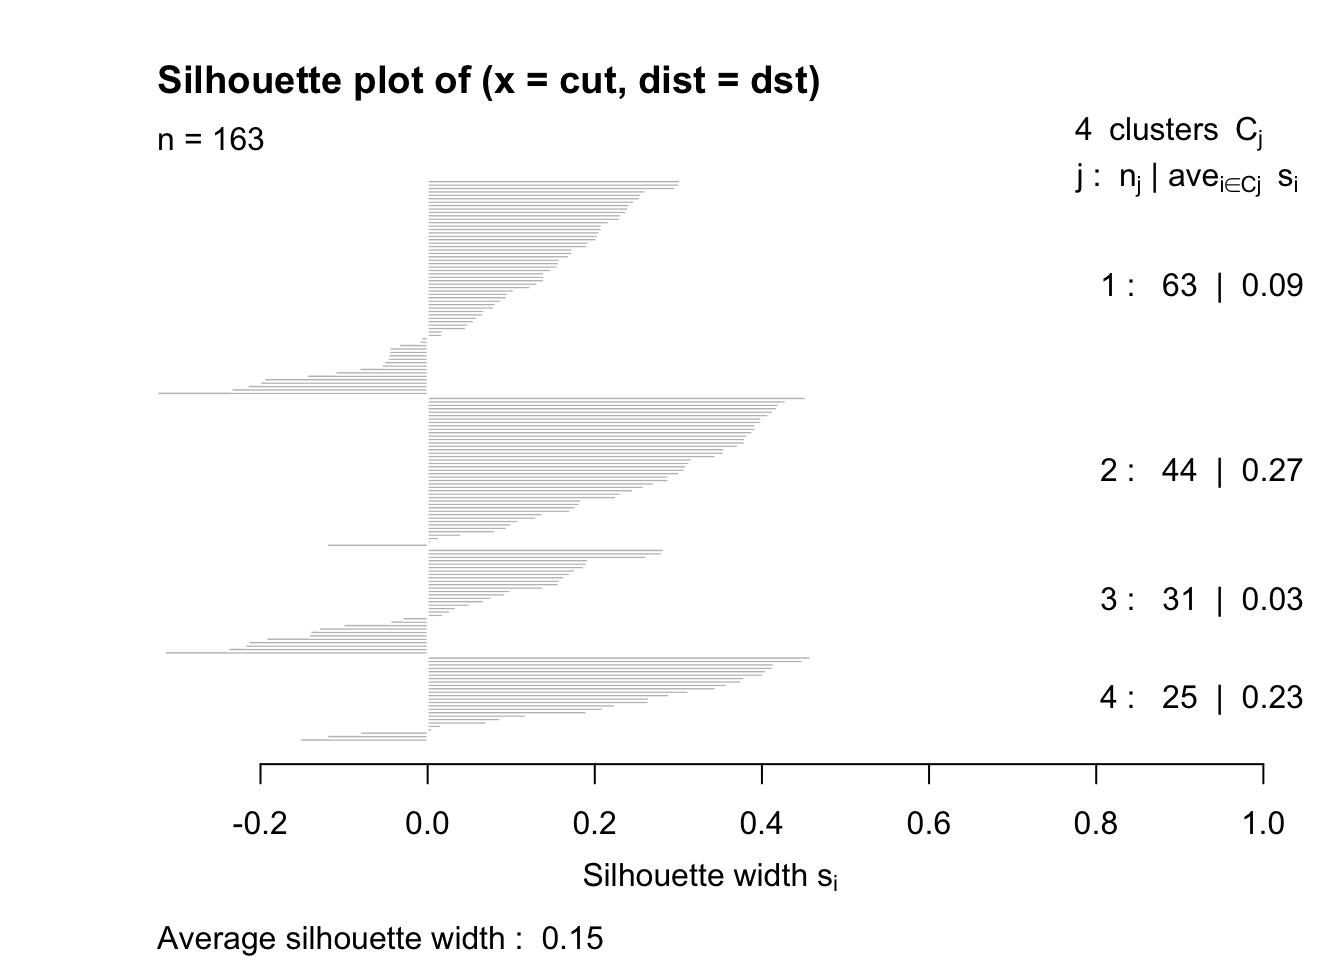 Silhouette plot of (x = cut, dist = dst)
n = 163
4 clusters Cj
j : nj | avei∈Cj si
1 : 63 | 0.09
2 : 44 | 0.27
3 : 31 | 0.03
4 : 25 | 0.23
-0.2 0.0 0.2 0.4 0.6 0.8 1.0
Silhouette width si
Average silhouette width : 0.15